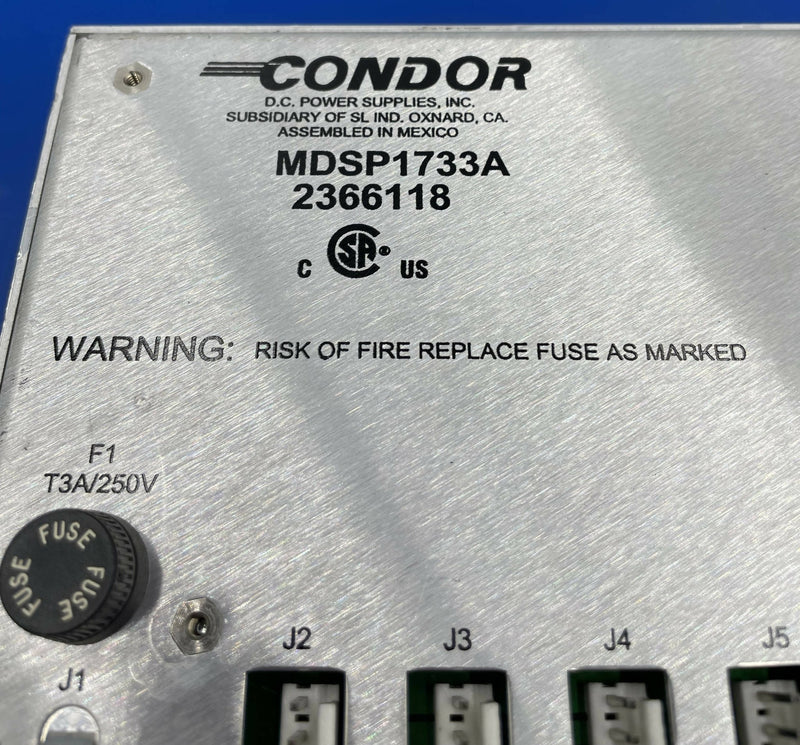 CONDOR
D.C. POWER SUPPLIES, INC.
SUBSIDIARY OF SL IND. OXNARD, CA.
ASSEMBLED IN MEXICO
MDSP1733A
2366118
C SA US
WARNING: RISK OF FIRE REPLACE FUSE AS MARKED
F1
T3A/250V
FUSE
FUSE
FUSE
J1
J2
J3
J4
J5